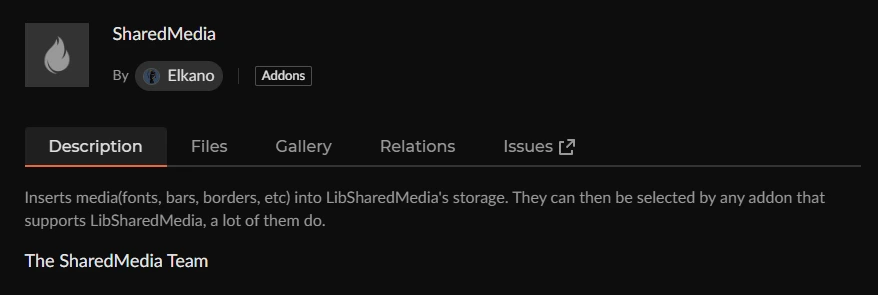 SharedMedia
By Elkano Addons
Description Files Gallery Relations Issues
Inserts media(fonts, bars, borders, etc) into LibSharedMedia's storage. They can then be selected by any addon that
supports LibSharedMedia, a lot of them do.
The SharedMedia Team